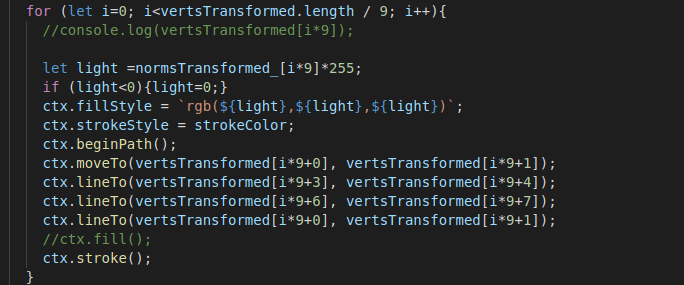 for (let i=0; i<vertsTransformed.length / 9; i++){
//console.log(vertsTransformed[i*9]);
let light =normsTransformed_[i*9]*255;
if (light<0){light=0;}
ctx.fillStyle = `rgb(${light},${light},${light})`;
ctx.strokeStyle = strokeColor;
ctx.beginPath();
ctx.moveTo(vertsTransformed[i*9+0], vertsTransformed[i*9+1]);
ctx.lineTo(vertsTransformed[i*9+3], vertsTransformed[i*9+4]);
ctx.lineTo(vertsTransformed[i*9+6], vertsTransformed[i*9+7]);
ctx.lineTo(vertsTransformed[i*9+0], vertsTransformed[i*9+1]);
//ctx.fill();
ctx.stroke();
}